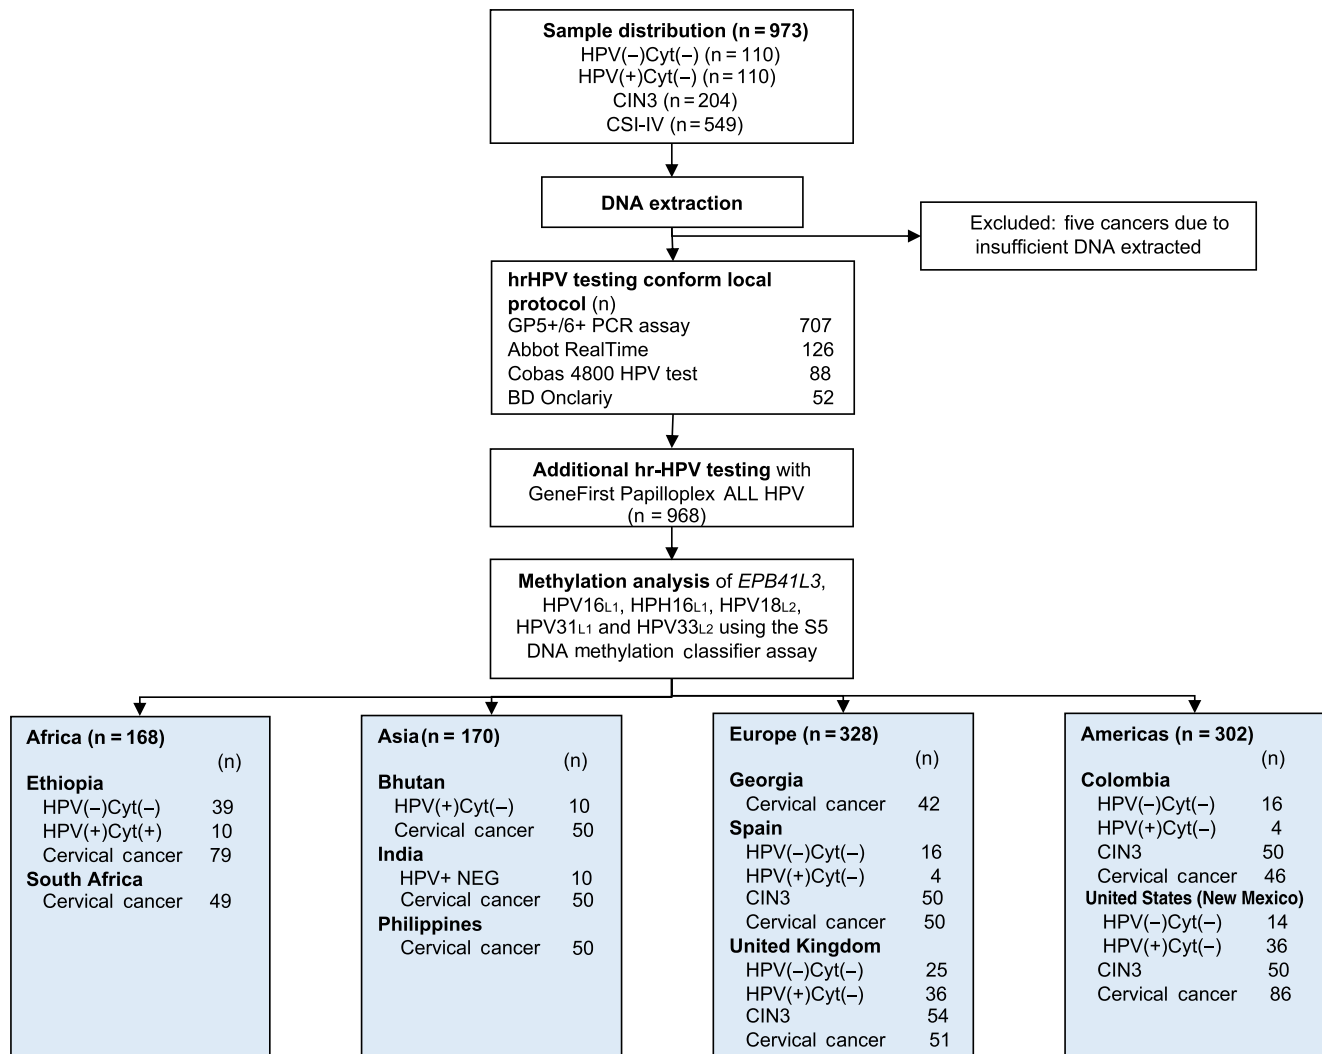 Sample distribution (n = 973)
HPV(–)Cyt(–) (n = 110)
HPV(+)Cyt(–) (n = 110)
CIN3 (n = 204)
CSI-IV (n = 549)
DNA extraction
Excluded: five cancers due to
insufficient DNA extracted
hrHPV testing conform local
protocol (n)
GP5+/6+ PCR assay 707
Abbot RealTime 126
Cobas 4800 HPV test 88
BD Onclariy 52
Additional hr-HPV testing with
GeneFirst Papilloplex ALL HPV
(n = 968)
Methylation analysis of EPB41L3,
HPV16L1, HPH16L1, HPV18L2,
HPV31L1 and HPV33L2 using the S5
DNA methylation classifier assay
Africa (n = 168)
(n)
Ethiopia
HPV(–)Cyt(–) 39
HPV(+)Cyt(+) 10
Cervical cancer 79
South Africa
Cervical cancer 49
Asia(n = 170)
(n)
Bhutan
HPV(+)Cyt(–) 10
Cervical cancer 50
India
HPV+ NEG 10
Cervical cancer 50
Philippines
Cervical cancer 50
Europe (n = 328)
(n)
Georgia
Cervical cancer 42
Spain
HPV(–)Cyt(–) 16
HPV(+)Cyt(–) 4
CIN3 50
Cervical cancer 50
United Kingdom
HPV(–)Cyt(–) 25
HPV(+)Cyt(–) 36
CIN3 54
Cervical cancer 51
Americas (n = 302)
(n)
Colombia
HPV(–)Cyt(–) 16
HPV(+)Cyt(–) 4
CIN3 50
Cervical cancer 46
United States (New Mexico)
HPV(–)Cyt(–) 14
HPV(+)Cyt(–) 36
CIN3 50
Cervical cancer 86